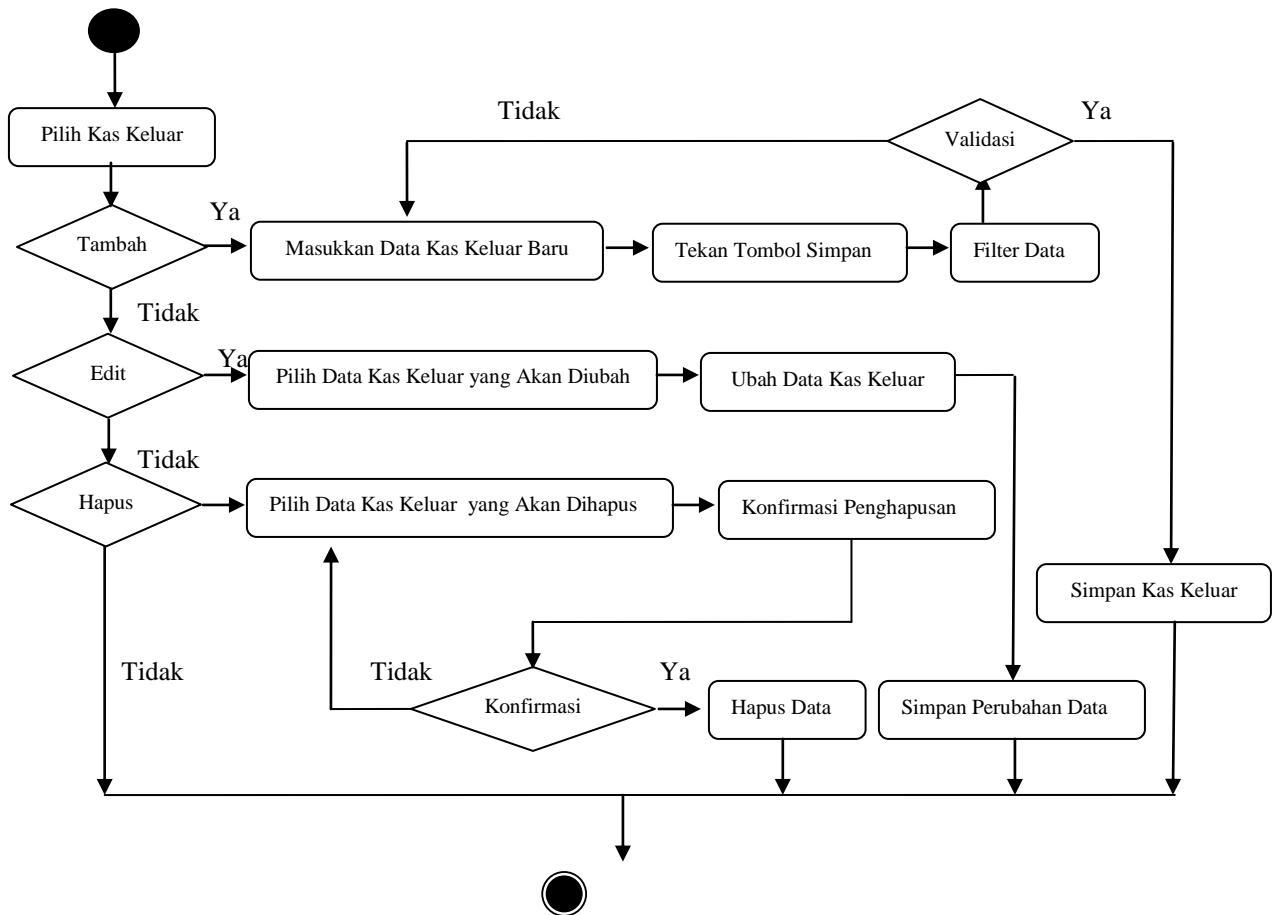 Tidak
Ya
Pilih Kas Keluar
Validasi
Ya
Tambah
Masukkan Data Kas Keluar Baru
Tekan Tombol Simpan
Filter Data
Tidak
Ya
Edit
Pilih Data Kas Keluar yang Akan Diubah
Ubah Data Kas Keluar
Tidak
Hapus
Pilih Data Kas Keluar  yang Akan Dihapus
Konfirmasi Penghapusan
Simpan Kas Keluar
Tidak
Tidak
Ya
Konfirmasi
Hapus Data
Simpan Perubahan Data